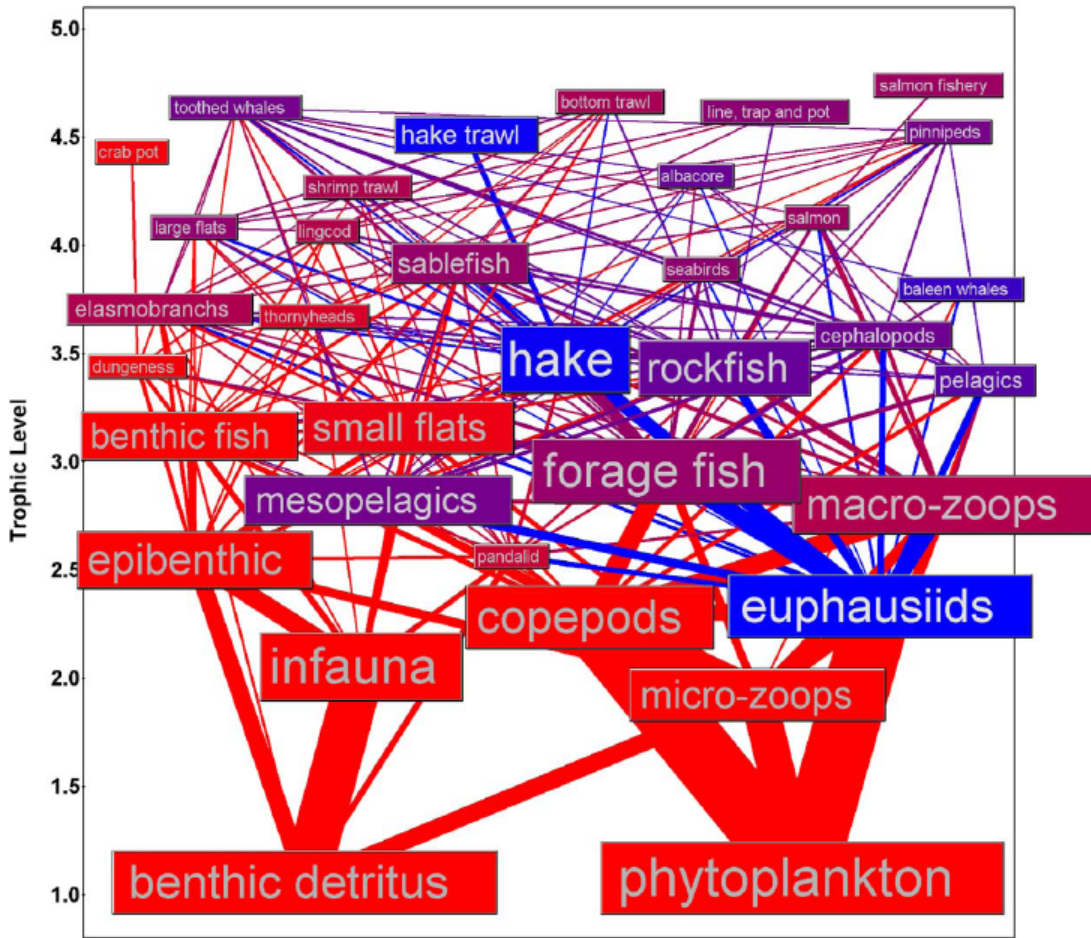 5.0
salmon fishery
toothed whales
bottom trawl
line, trap and pot
4.5
hake trawl
pinnipeds
crab pot
albacore
shrimp trawl
large flats
lingcod
salmon
4.0
sablefish
seabirds
baleen whales
elasmobranchs
thornyheads
cephalopods
3.5
dungeness
hake
rockfish
pelagics
benthic fish
small flats
Trophic Level
3.0
forage fish
mesopelagics
macro-zoops
epibenthic
pandalid
2.5
copepods
euphausiids
infauna
2.0
micro-zoops
1.5
benthic detritus
phytoplankton
1.0